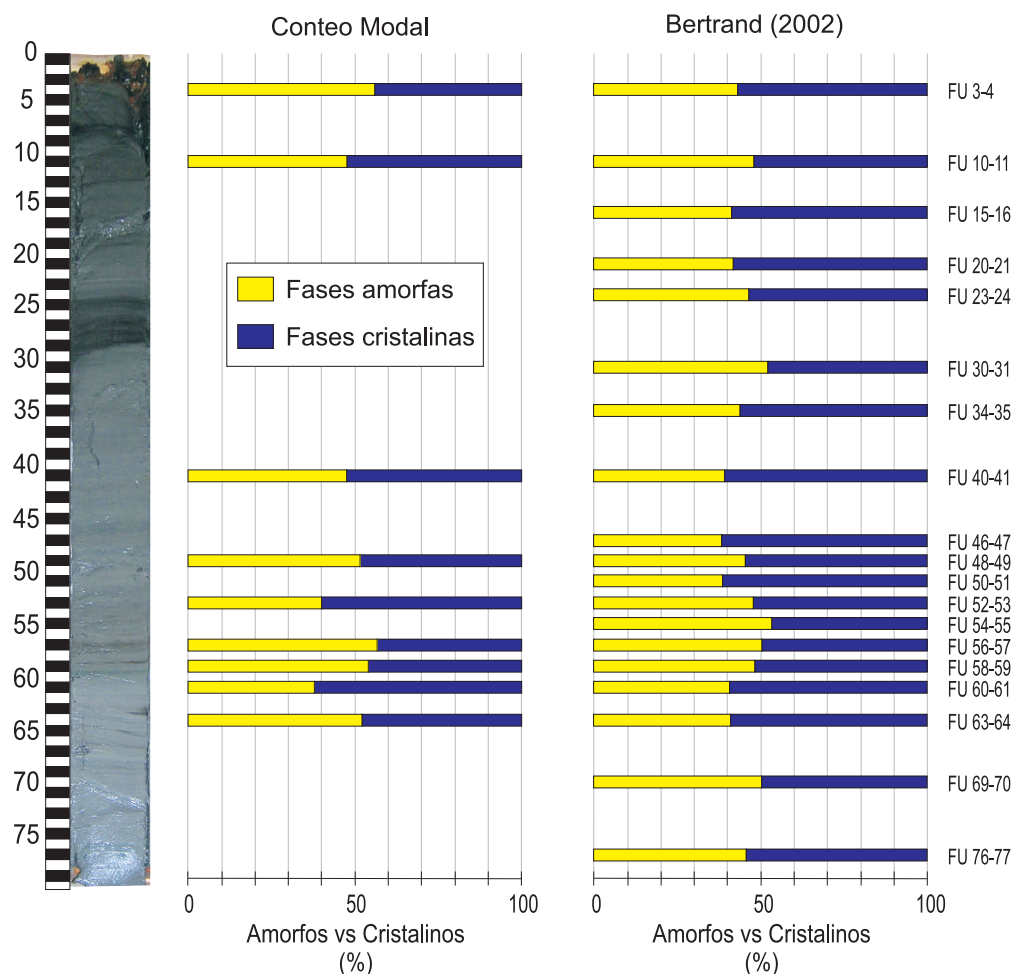 Conteo Modal
Bertrand (2002)
0
5
10
15
20
25
30
35
40
45
50
55
60
65
70
75
Fases amorfas
Fases cristalinas
FU 3-4
FU 10-11
FU 15-16
FU 20-21
FU 23-24
FU 30-31
FU 34-35
FU 40-41
FU 46-47
FU 48-49
FU 50-51
FU 52-53
FU 54-55
FU 56-57
FU 58-59
FU 60-61
FU 63-64
FU 69-70
FU 76-77
0 50 100
Amorfos vs Cristalinos
(%)
0 50 100
Amorfos vs Cristalinos
(%)